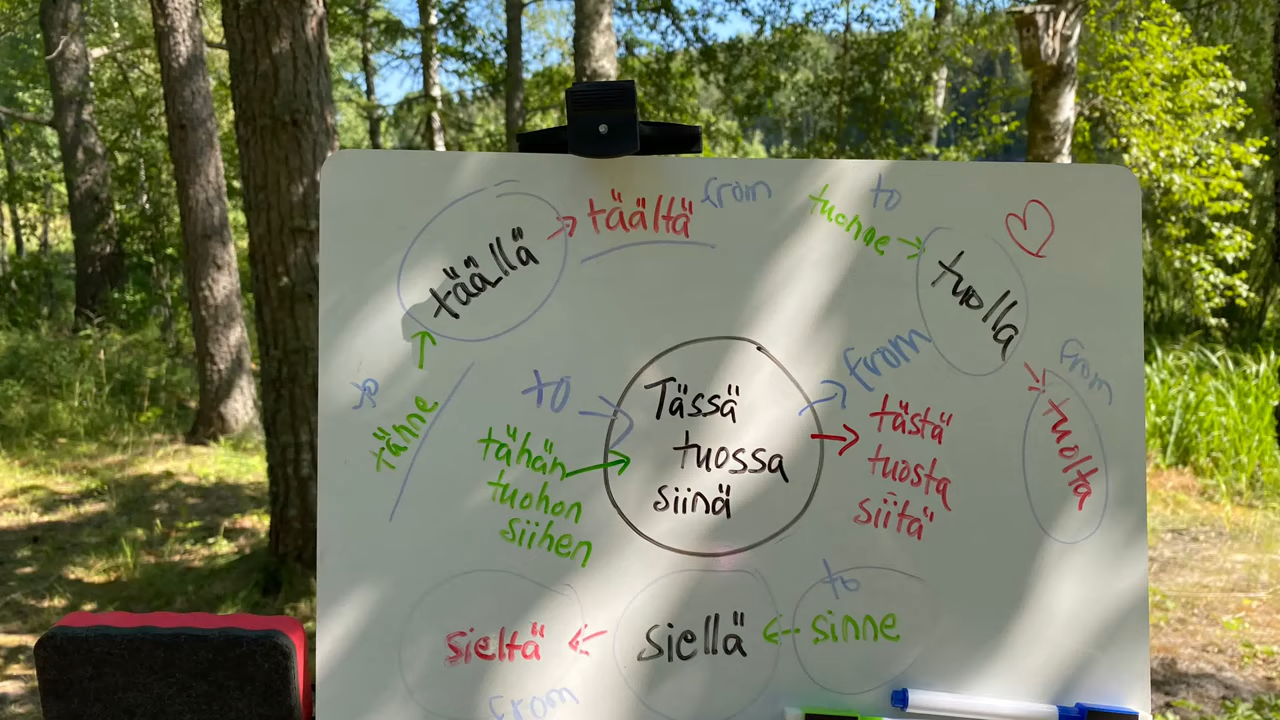 täällä
täältä
from
to
tuonne
tuolla
to
tänne
to
tähän
tuohon
siihen
Tässä
tuossa
siinä
from
tästä
tuosta
siitä
from
tuolta
sieltä
from
siellä
to
sinne